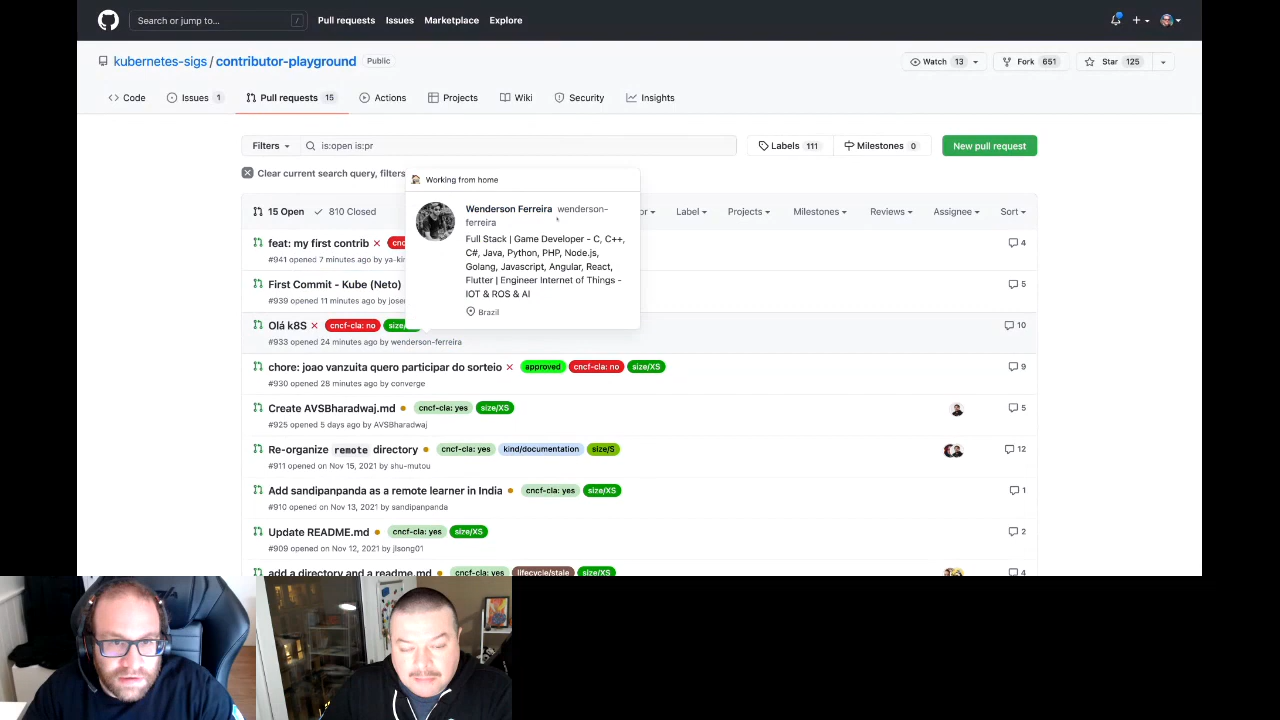 Search or jump to... /
Pull requests Issues Marketplace Explore
kubernetes-sigs / contributor-playground Public
Watch 13 Fork 651 Star 125
Code Issues 1 Pull requests 15 Actions Projects Wiki Security Insights
Filters is:open is:pr Labels 111 Milestones 0 New pull request
Clear current search query, filters
Working from home
Wenderson Ferreira wenderson-
ferreira
Full Stack | Game Developer - C, C++,
C#, Java, Python, PHP, Node.js,
Golang, Javascript, Angular, React,
Flutter | Engineer Internet of Things -
IOT & ROS & AI
Brazil
15 Open 810 Closed Label Projects Milestones Reviews Assignee Sort
feat: my first contrib 4
#941 opened 7 minutes ago by
First Commit - Kube (Neto) 5
#939 opened 11 minutes ago by
Olá k8S cncf-cla: no 10
#933 opened 24 minutes ago by wenderson-ferreira
chore: joao vanzuita quero participar do sorteio approved cncf-cla: no size/XS 9
#930 opened 28 minutes ago by converge
Create AVSBharadwaj.md cncf-cla: yes size/XS 5
#925 opened 5 days ago by AVSBharadwaj
Re-organize remote directory cncf-cla: yes kind/documentation size/S 12
#911 opened on Nov 15, 2021 by shu-mutou
Add sandipanpanda as a remote learner in India cncf-cla: yes size/XS 1
#910 opened on Nov 13, 2021 by sandipanpanda
Update README.md cncf-cla: yes size/XS 2
#909 opened on Nov 12, 2021 by jlsong01
add a directory and a readme.md cncf-cla: yes lifecycle/stale size/XS 4